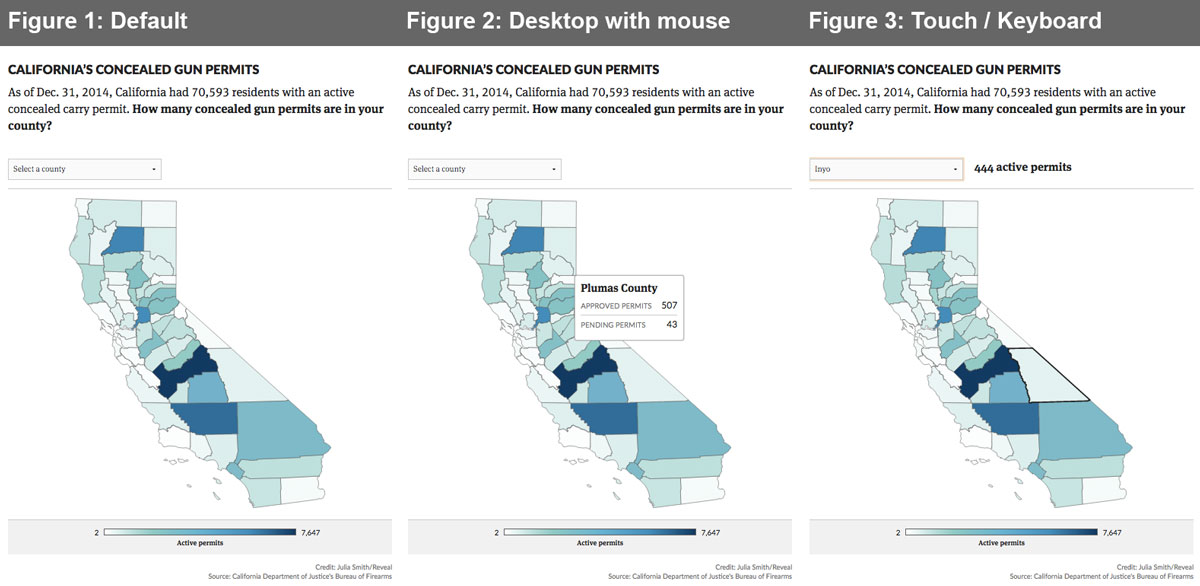 Figure 1: Default
CALIFORNIA'S CONCEALED GUN PERMITS
As of Dec. 31, 2014, California had 70,593 residents with an active
concealed carry permit. How many concealed gun permits are in your
county?
Select a county
2
7,647
Active permits
Credit: Julia Smith/Reveal
Source: California Department of Justice's Bureau of Firearms
Figure 2: Desktop with mouse
CALIFORNIA'S CONCEALED GUN PERMITS
As of Dec. 31, 2014, California had 70,593 residents with an active
concealed carry permit. How many concealed gun permits are in your
county?
Select a county
Plumas County
APPROVED PERMITS 507
PENDING PERMITS 43
2
7,647
Active permits
Credit: Julia Smith/Reveal
Source: California Department of Justice's Bureau of Firearms
Figure 3: Touch / Keyboard
CALIFORNIA'S CONCEALED GUN PERMITS
As of Dec. 31, 2014, California had 70,593 residents with an active
concealed carry permit. How many concealed gun permits are in your
county?
Inyo
444 active permits
2
7,647
Active permits
Credit: Julia Smith/Reveal
Source: California Department of Justice's Bureau of Firearms